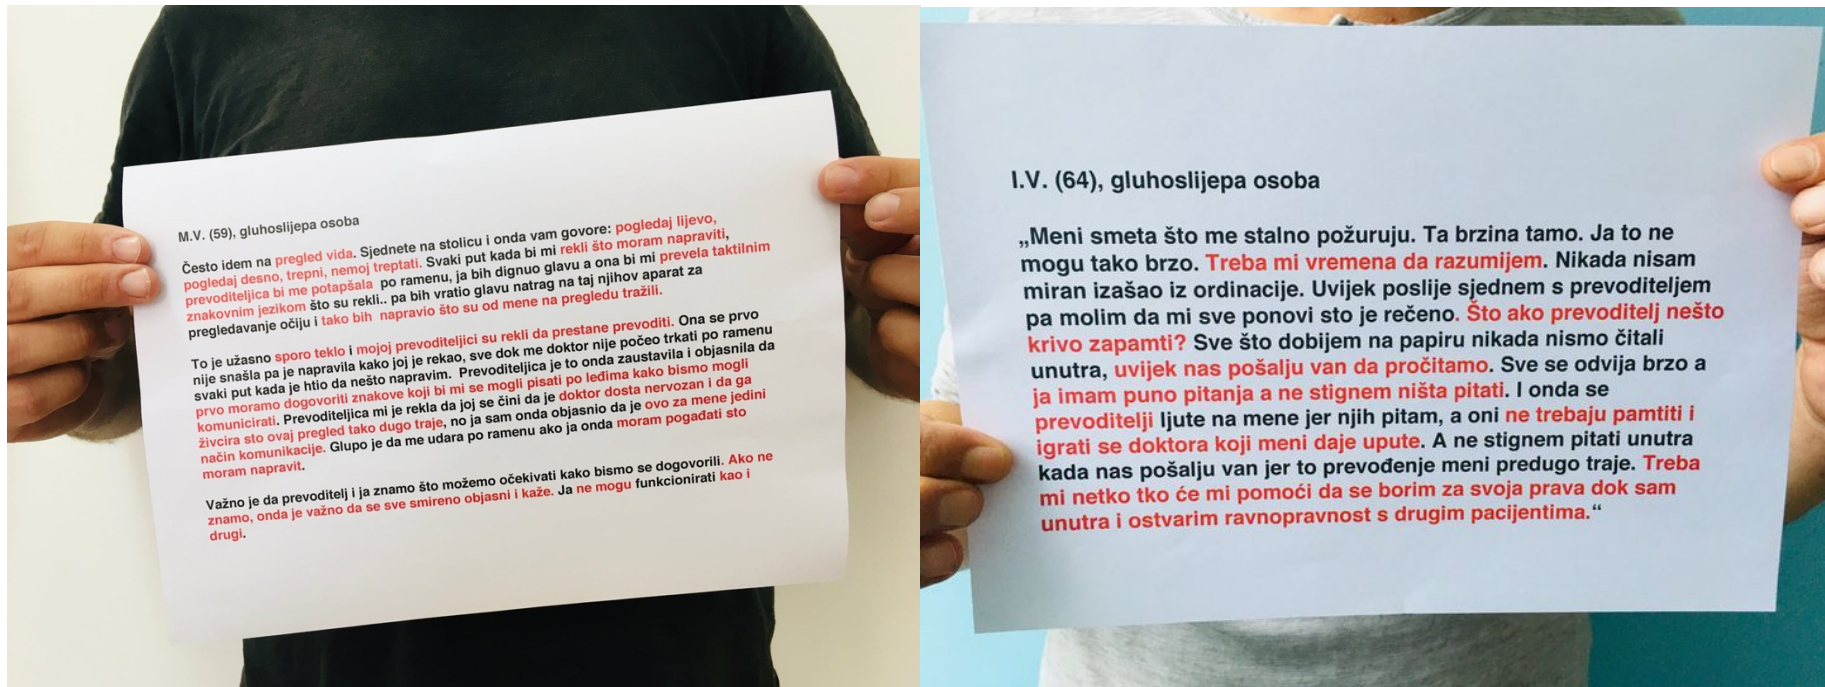 M.V. (59), gluhoslijepa osoba
Često idem na pregled vida. Sjednete na stolicu i onda vam govore: pogledaj lijevo,
pogledaj desno, trepni, nemoj treptati. Svaki put kada bi mi rekli što moram napraviti,
prevoditeljica bi me potapšala po ramenu, ja bih dignuo glavu a ona bi mi prevela taktilnim
znakovnim jezikom što su rekli.. pa bih vratio glavu natrag na taj njihov aparat za
pregledavanje očiju i tako bih napravio što su od mene na pregledu tražili.
To je užasno sporo teklo i mojoj prevoditeljici su rekli da prestane prevoditi. Ona se prvo
nije snašla pa je napravila kako joj je rekao, sve dok me doktor nije počeo trkati po ramenu
svaki put kada je htio da nešto napravim. Prevoditeljica je to onda zaustavila i objasnila da
prvo moramo dogovoriti znakove koji bi mi se mogli pisati po leđima kako bismo mogli
komunicirati. Prevoditeljica mi je rekla da joj se čini da je doktor dosta nervozan i da ga
živcira sto ovaj pregled tako dugo traje, no ja sam onda objasnio da je ovo za mene jedini
način komunikacije. Glupo je da me udara po ramenu ako ja onda moram pogađati sto
moram napravit.
Važno je da prevoditelj i ja znamo što možemo očekivati kako bismo se dogovorili. Ako ne
znamo, onda je važno da se sve smireno objasni i kaže. Ja ne mogu funkcionirati kao i
drugi.
I.V. (64), gluhoslijepa osoba
„Meni smeta što me stalno požuruju. Ta brzina tamo. Ja to ne
mogu tako brzo. Treba mi vremena da razumijem. Nikada nisam
miran izašao iz ordinacije. Uvijek poslije sjednem s prevoditeljem
pa molim da mi sve ponovi sto je rečeno. Što ako prevoditelj nešto
krivo zapamti? Sve što dobijem na papiru nikada nismo čitali
unutra, uvijek nas pošalju van da pročitamo. Sve se odvija brzo a
ja imam puno pitanja a ne stignem ništa pitati. I onda se
prevoditelji ljute na mene jer njih pitam, a oni ne trebaju pamtiti i
igrati se doktora koji meni daje upute. A ne stignem pitati unutra
kada nas pošalju van jer to prevođenje meni predugo traje. Treba
mi netko tko će mi pomoći da se borim za svoja prava dok sam
unutra i ostvarim ravnopravnost s drugim pacijentima.“